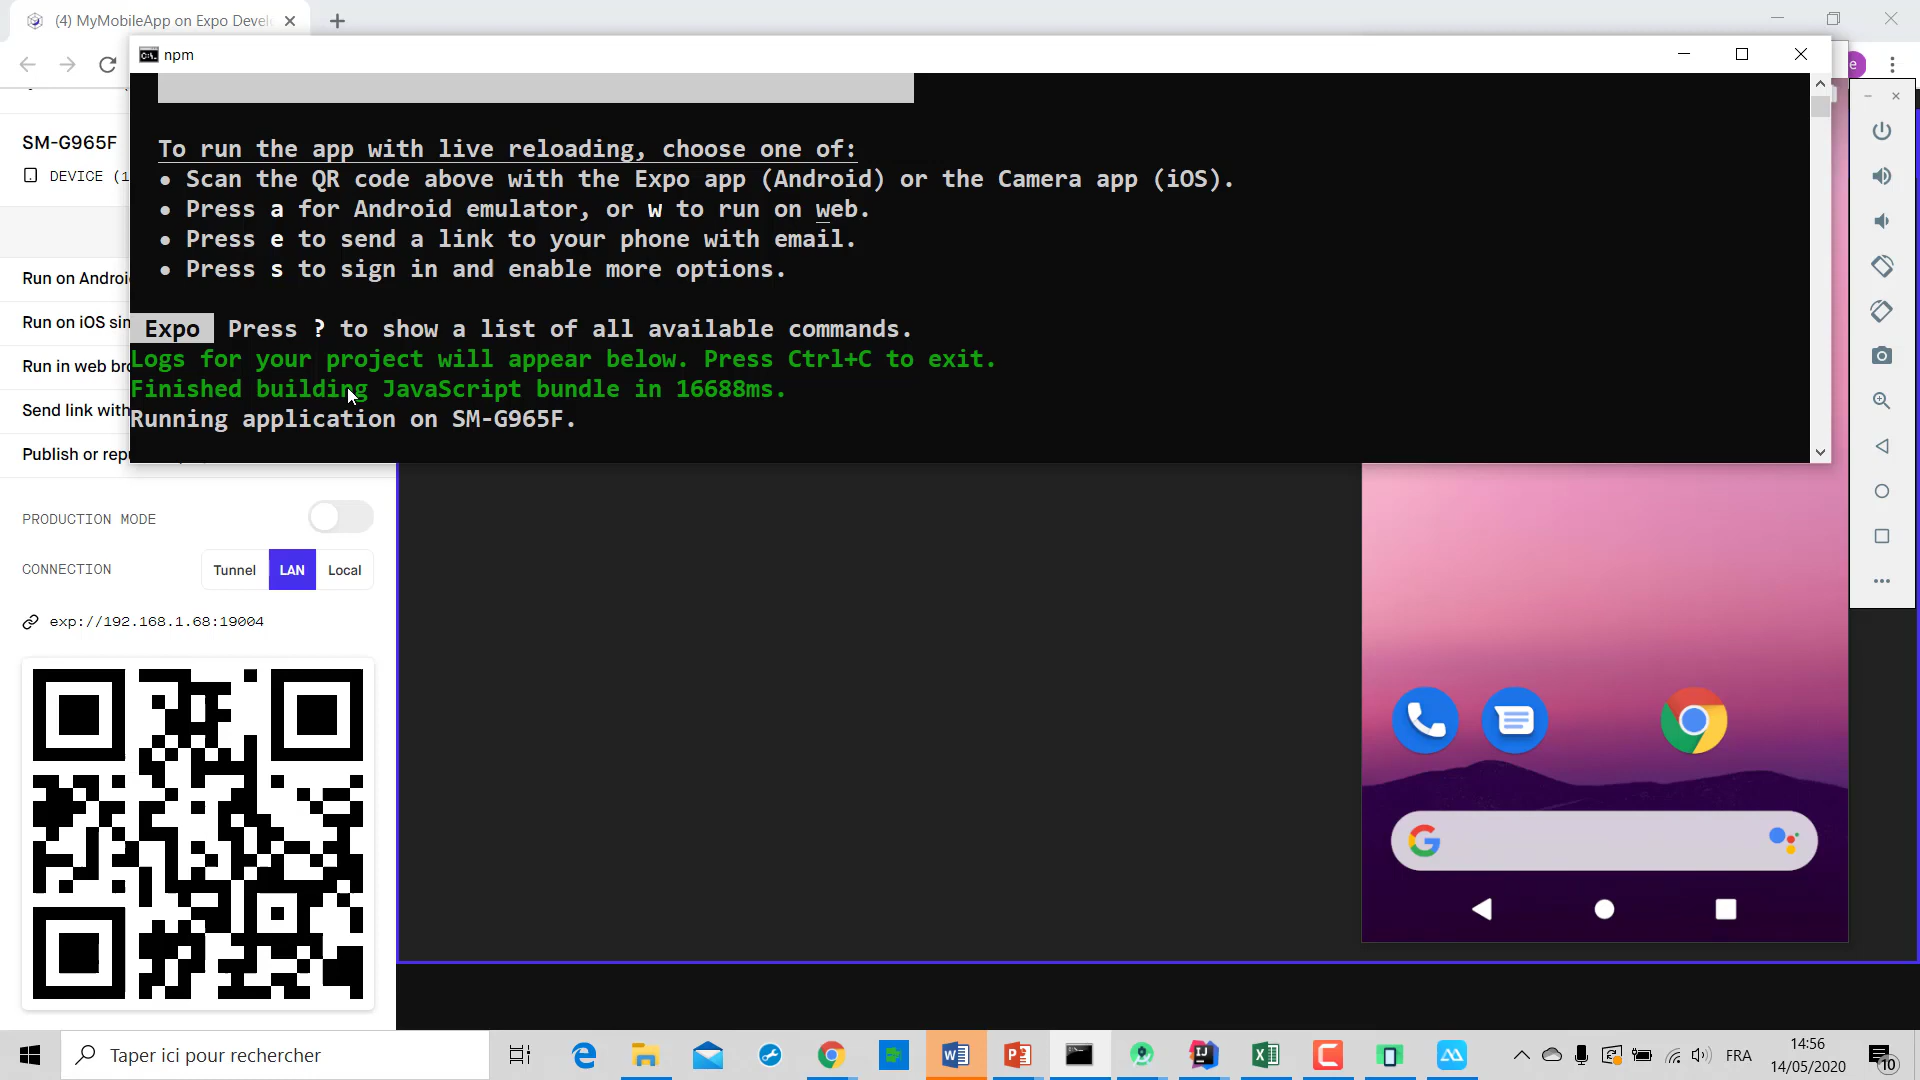 (4) MyMobileApp on Expo Devel
npm
e
SM-G965F
DEVICE (1
Run on Androi
Run on iOS sim
Run in web bro
Send link with
Publish or repu
PRODUCTION MODE
CONNECTION
Tunnel
LAN
Local
exp://192.168.1.68:19004
To run the app with live reloading, choose one of:
• Scan the QR code above with the Expo app (Android) or the Camera app (iOS).
• Press a for Android emulator, or w to run on web.
• Press e to send a link to your phone with email.
• Press s to sign in and enable more options.
Expo Press ? to show a list of all available commands.
Logs for your project will appear below. Press Ctrl+C to exit.
Finished building JavaScript bundle in 16688ms.
Running application on SM-G965F.
Taper ici pour rechercher
FRA
14:56
14/05/2020
10